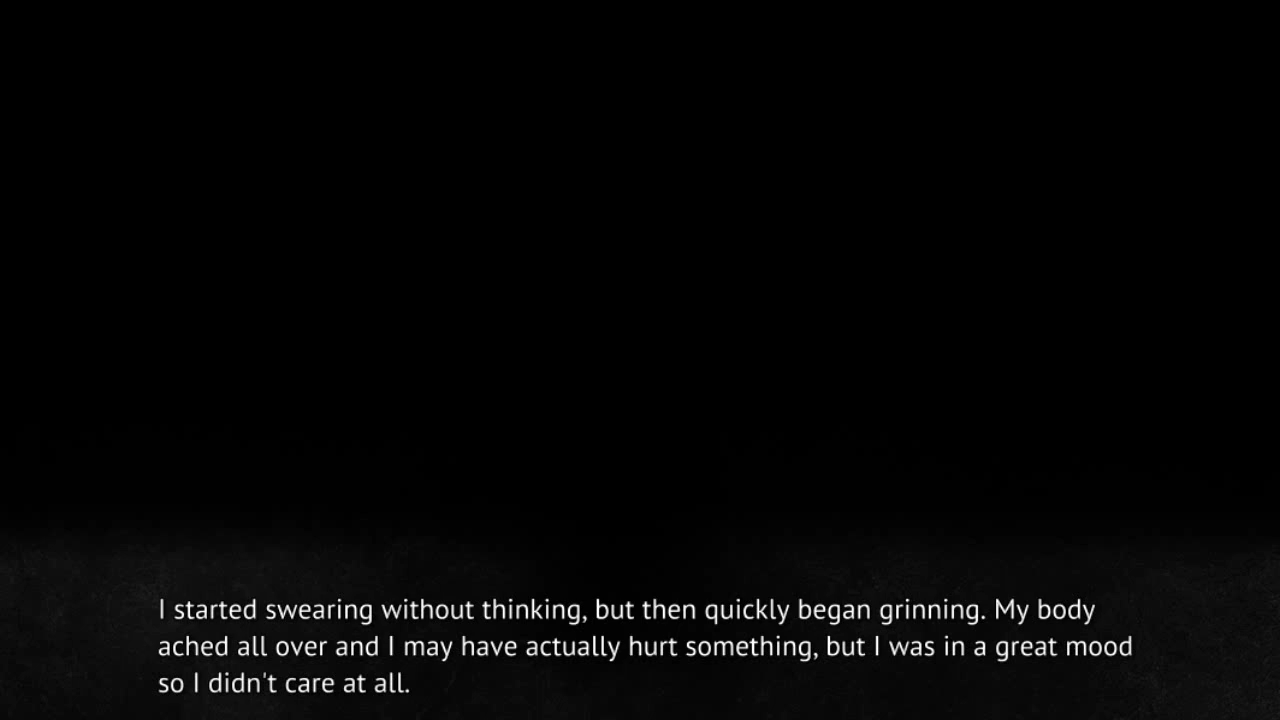 I started swearing without thinking, but then quickly began grinning. My body
ached all over and I may have actually hurt something, but I was in a great mood
so I didn't care at all.